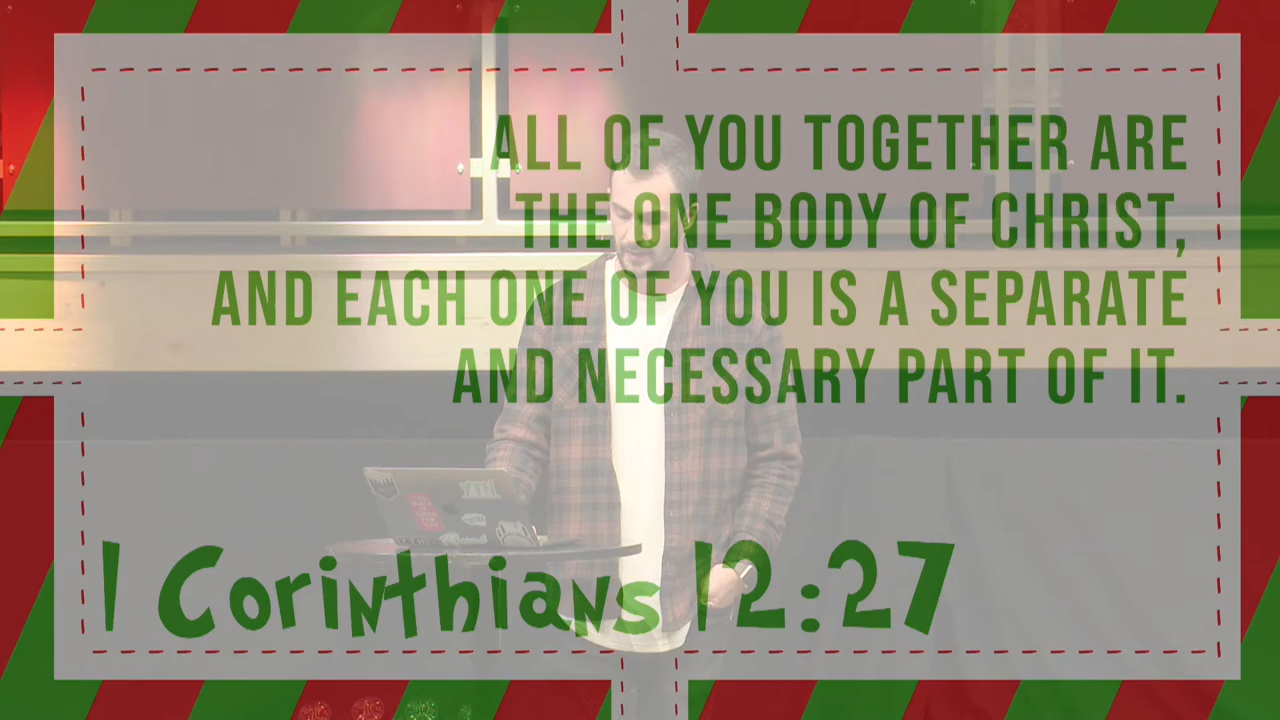 ALL OF YOU TOGETHER ARE
THE ONE BODY OF CHRIST,
AND EACH ONE OF YOU IS A SEPARATE
AND NECESSARY PART OF IT.
1 Corinthians 12:27